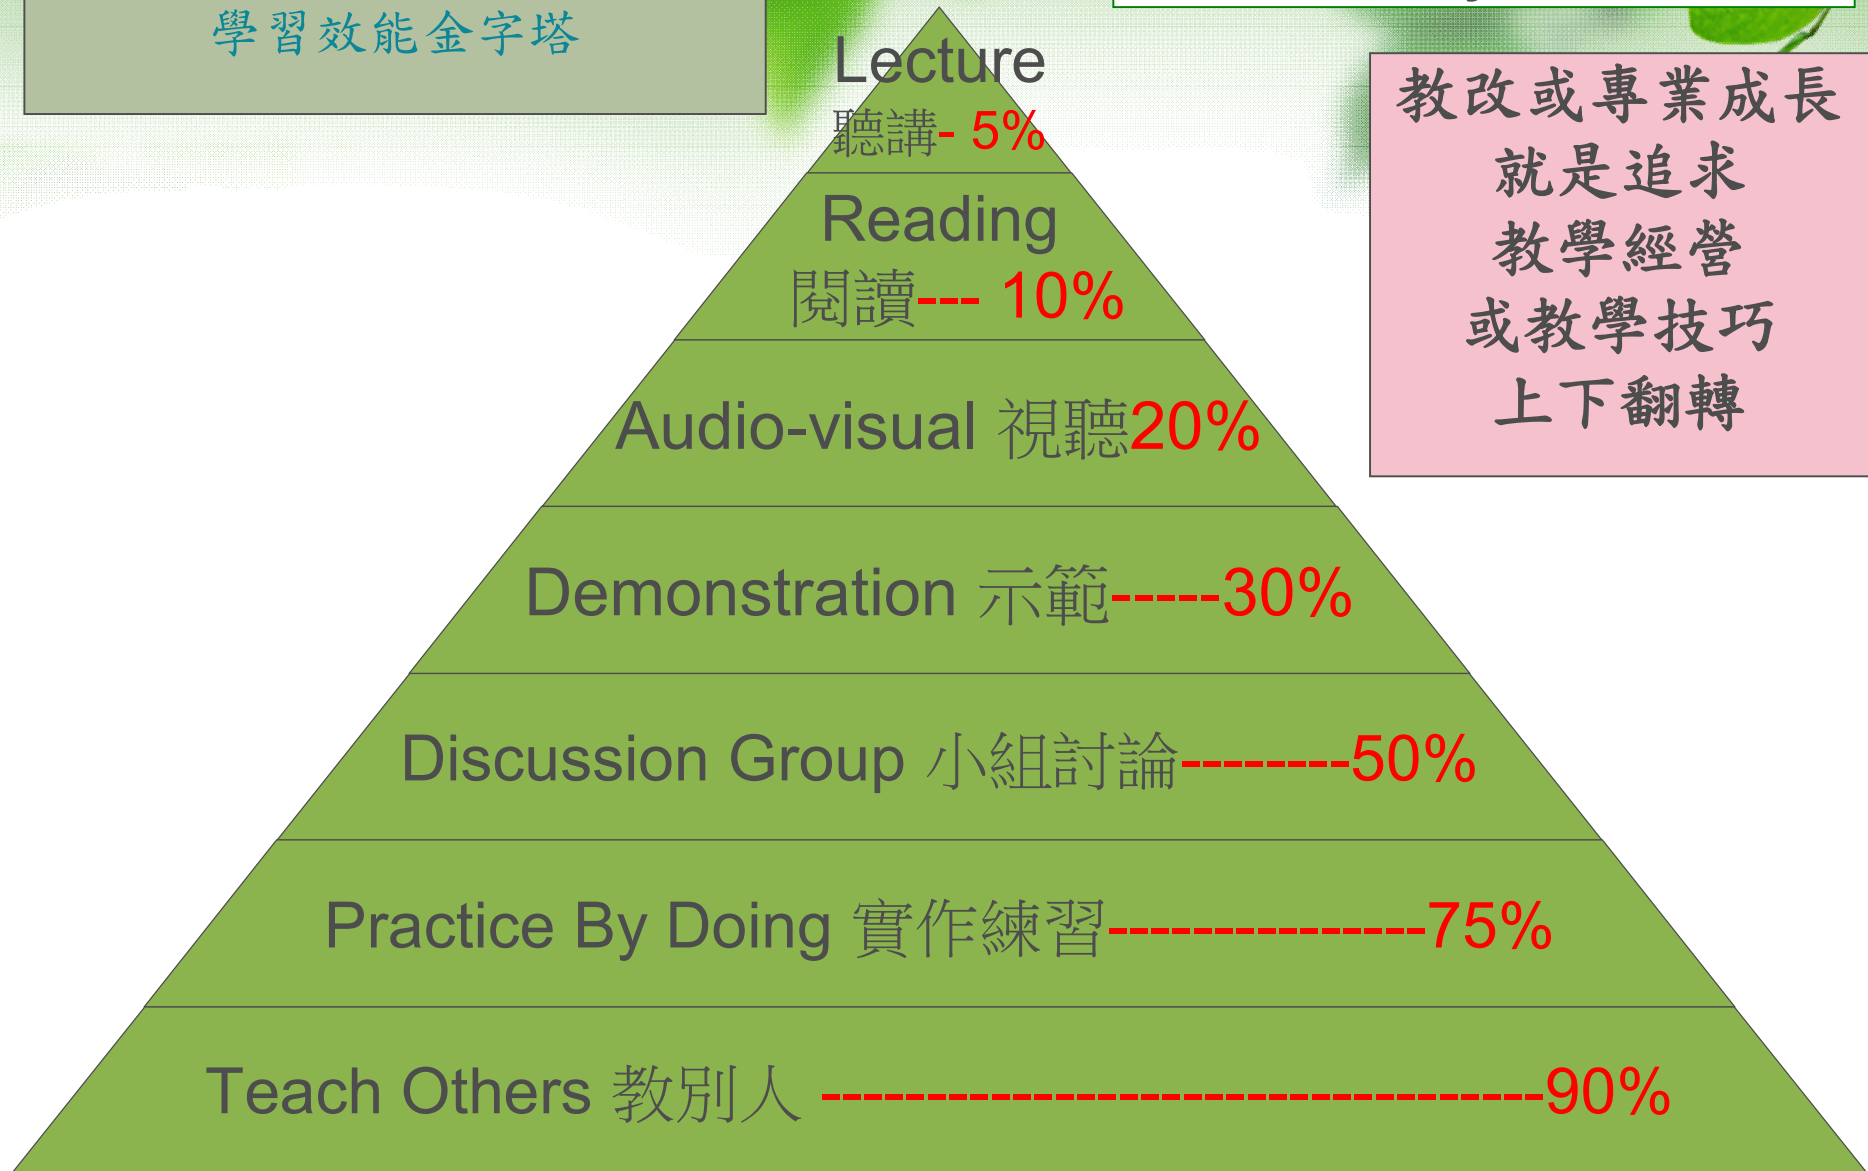 學習效能金字塔
Lecture
聽講- 5%
Reading
閱讀--- 10%
Audio-visual 視聽20%
Demonstration 示範-----30%
Discussion Group 小組討論--------50%
Practice By Doing 實作練習---------------75%
Teach Others 教別人 ----------------------------------90%
教改或專業成長
就是追求
教學經營
或教學技巧
上下翻轉